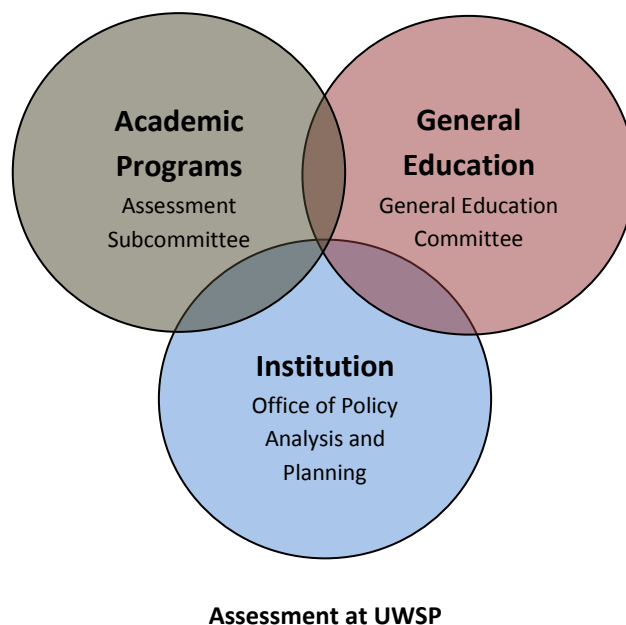 Academic
Programs
Assessment
Subcommittee
General
Education
General Education
Committee
Institution
Office of Policy
Analysis and
Planning
Assessment at UWSP